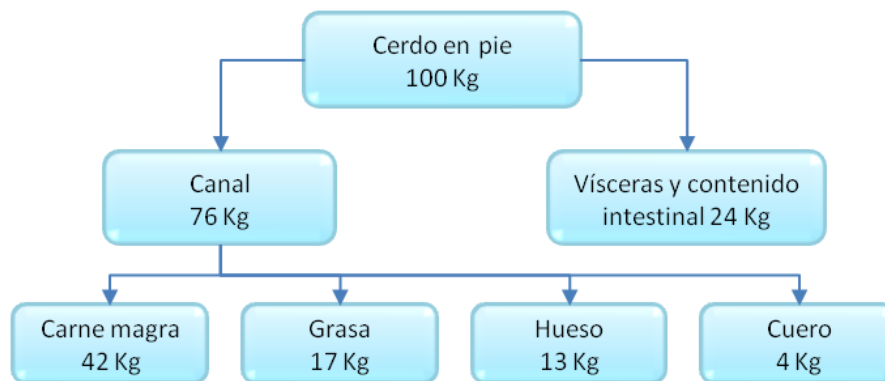 Cerdo en pie
100 Kg
Canal
76 Kg
Vísceras y contenido
intestinal 24 Kg
Carne magra
42 Kg
Grasa
17 Kg
Hueso
13 Kg
Cuero
4 Kg